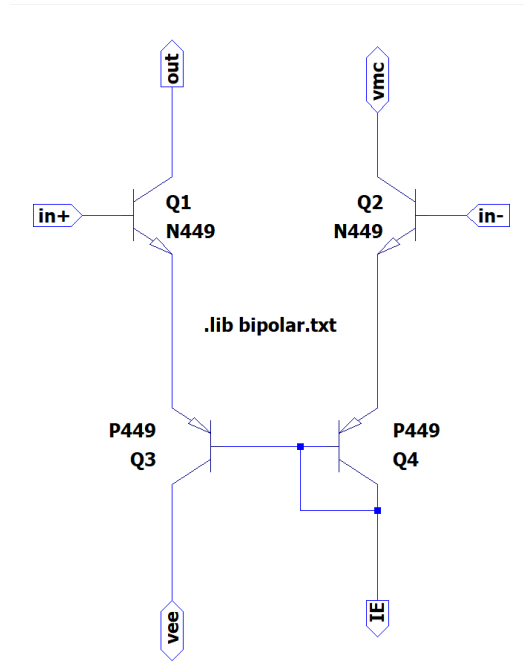 out
vmc
in+
Q1
N449
Q2
N449
in-
.lib bipolar.txt
P449
Q3
P449
Q4
vee
IE